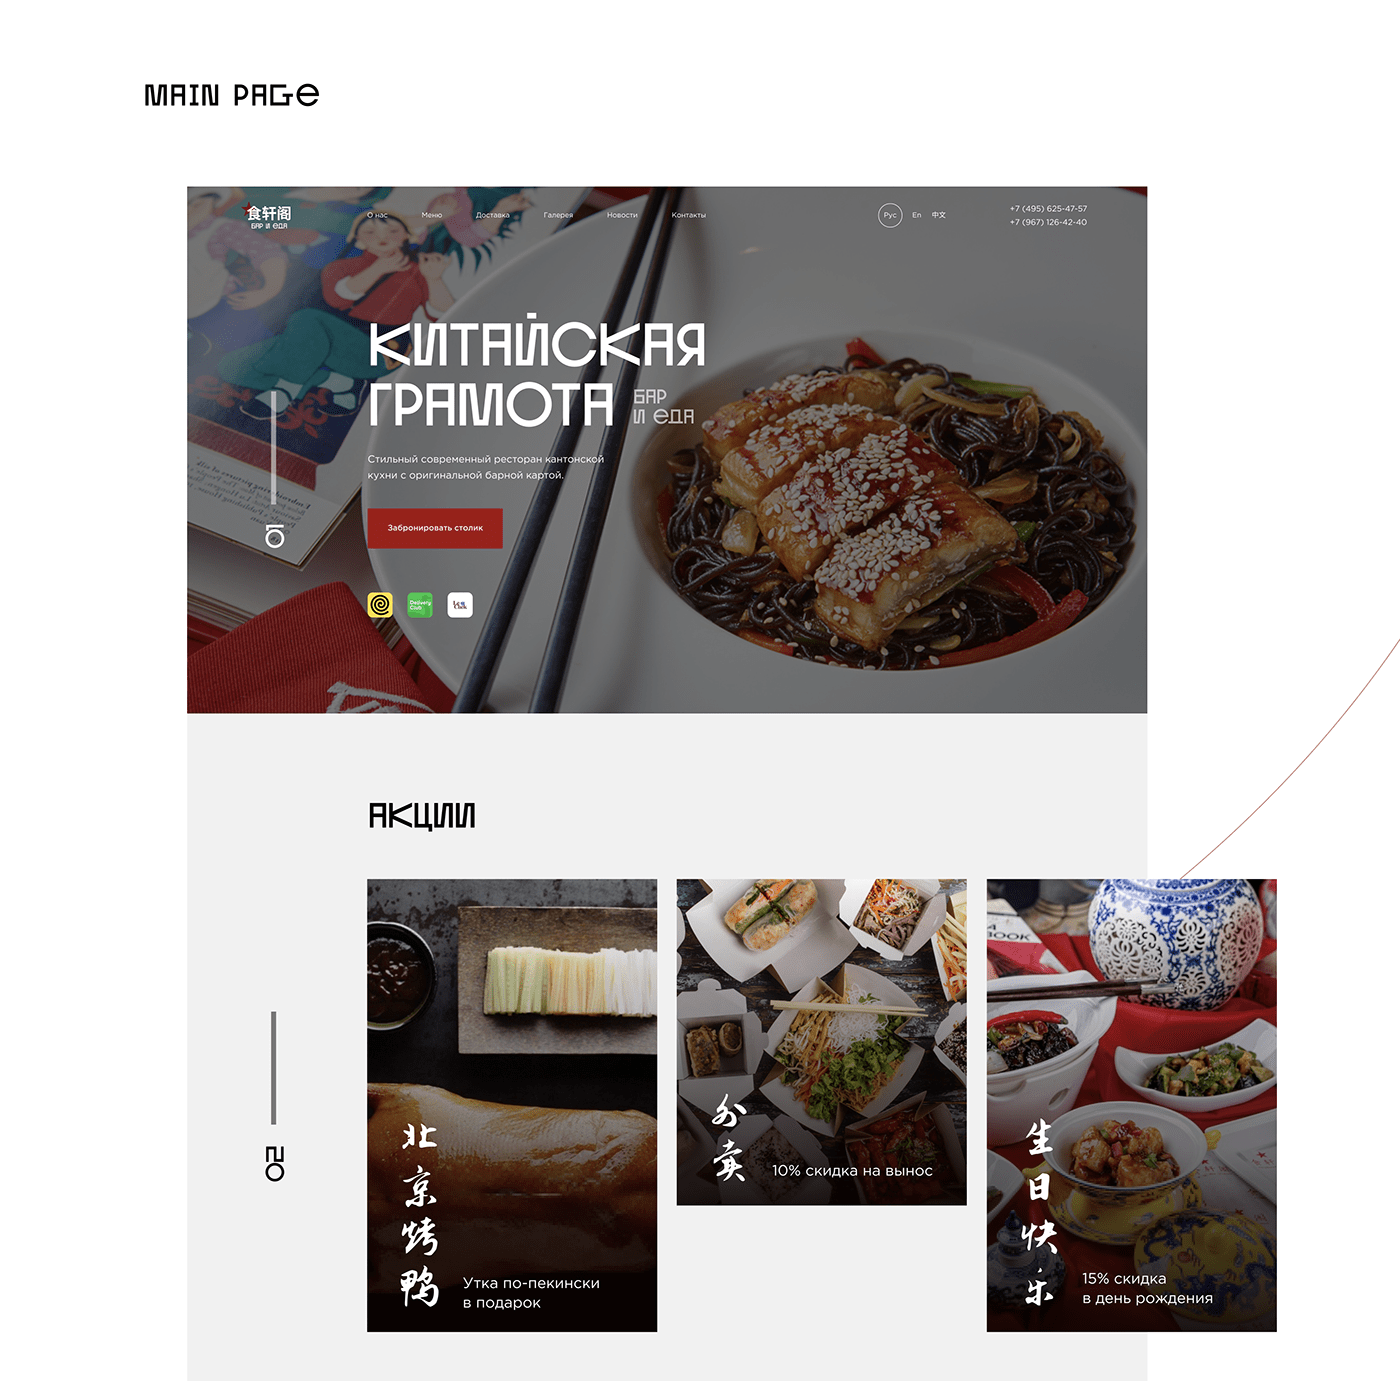 MAIN PAGE
食轩阁
БАР И ЕДА
О нас
Меню
Доставка
Галерея
Новости
Контакты
Рус
En
中文
+7 (495) 625-47-57
+7 (967) 126-42-40
КИТАЙСКАЯ
ГРАМОТА
БАР
И ЕДА
Стильный современный ресторан кантонской
кухни с оригинальной барной картой.
01
Забронировать столик
Delivery
Club
АКЦИИ
02
北京烤鸭
Утка по-пекински
в подарок
外卖
10% скидка на вынос
BOOK
生日快乐
15% скидка
в день рождения